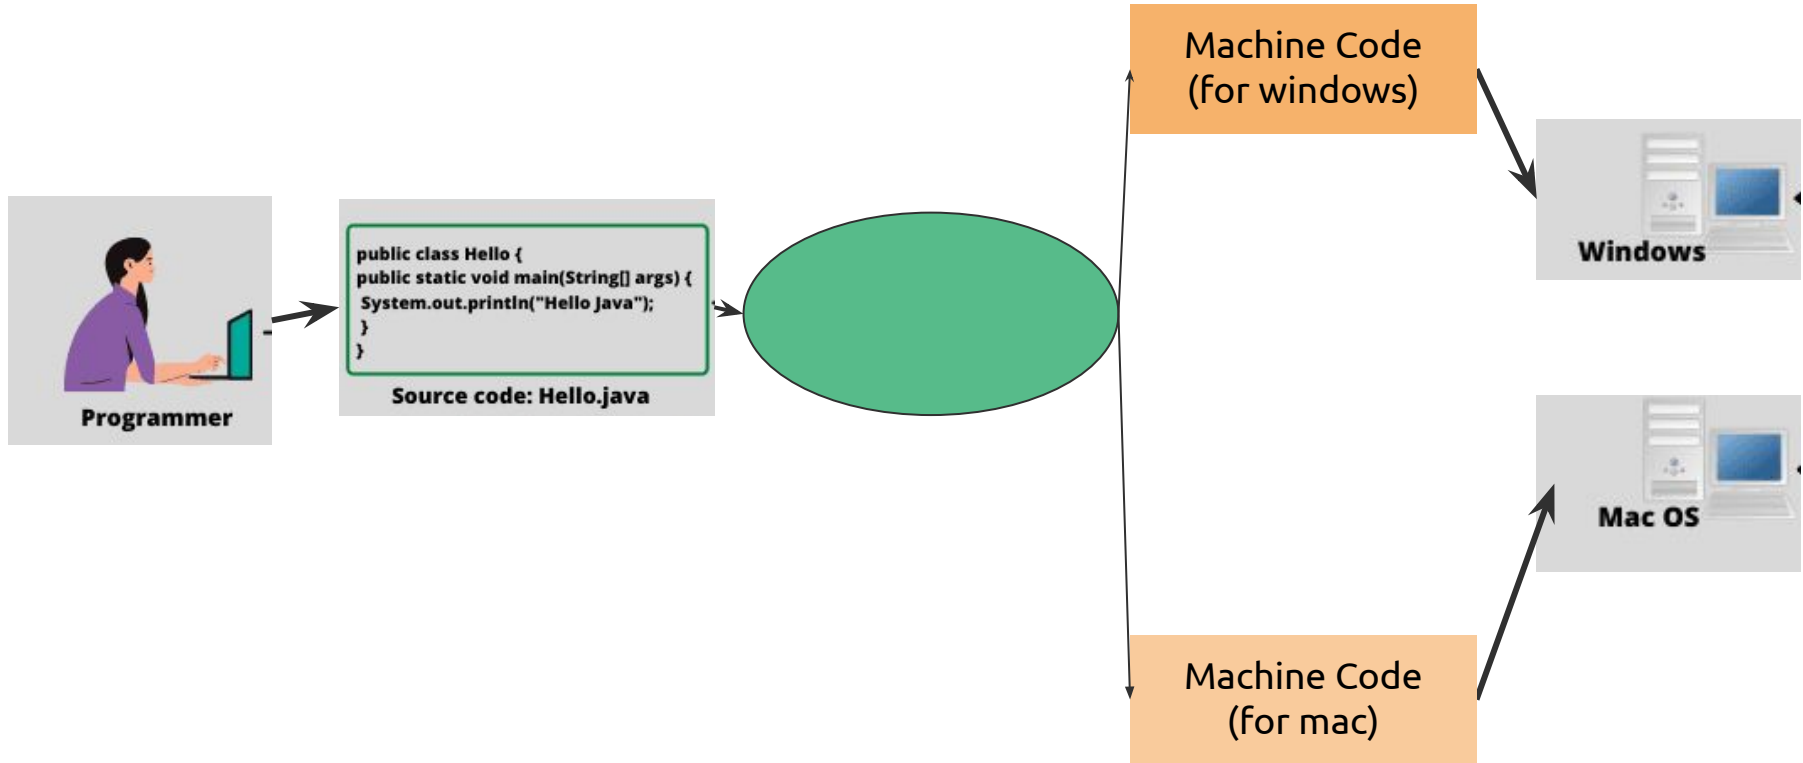 Machine Code
(for windows)
Windows
public class Hello {
public static void main(String[] args) {
System.out.println("Hello Java");
}
}
Source code: Hello.java
Programmer
Mac OS
Machine Code
(for mac)